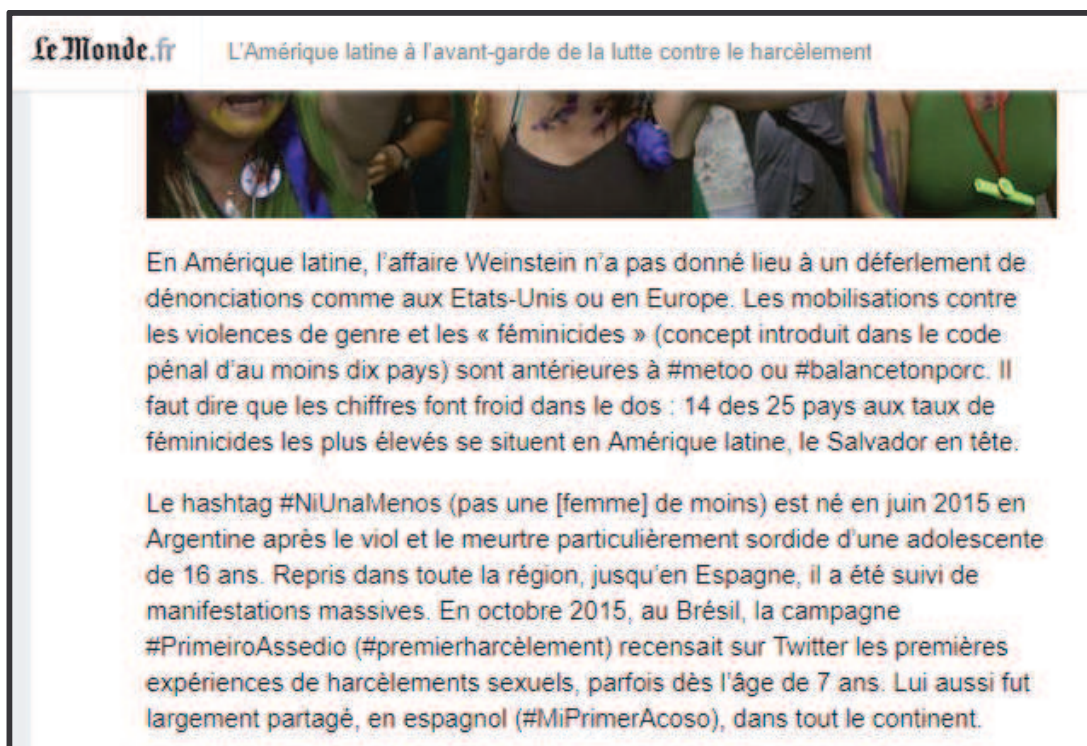 Le Monde.fr L'Amérique latine à l'avant-garde de la lutte contre le harcèlement
En Amérique latine, l'affaire Weinstein n'a pas donné lieu à un déferlement de
dénonciations comme aux Etats-Unis ou en Europe. Les mobilisations contre
les violences de genre et les « féminicides » (concept introduit dans le code
pénal d'au moins dix pays) sont antérieures à #metoo ou #balancetonporc. Il
faut dire que les chiffres font froid dans le dos : 14 des 25 pays aux taux de
féminicides les plus élevés se situent en Amérique latine, le Salvador en tête.
Le hashtag #NiUnaMenos (pas une [femme] de moins) est né en juin 2015 en
Argentine après le viol et le meurtre particulièrement sordide d'une adolescente
de 16 ans. Repris dans toute la région, jusqu'en Espagne, il a été suivi de
manifestations massives. En octobre 2015, au Brésil, la campagne
#PrimeiroAssedio (#premierharcèlement) recensait sur Twitter les premières
expériences de harcèlements sexuels, parfois dès l'âge de 7 ans. Lui aussi fut
largement partagé, en espagnol (#MiPrimerAcoso), dans tout le continent.